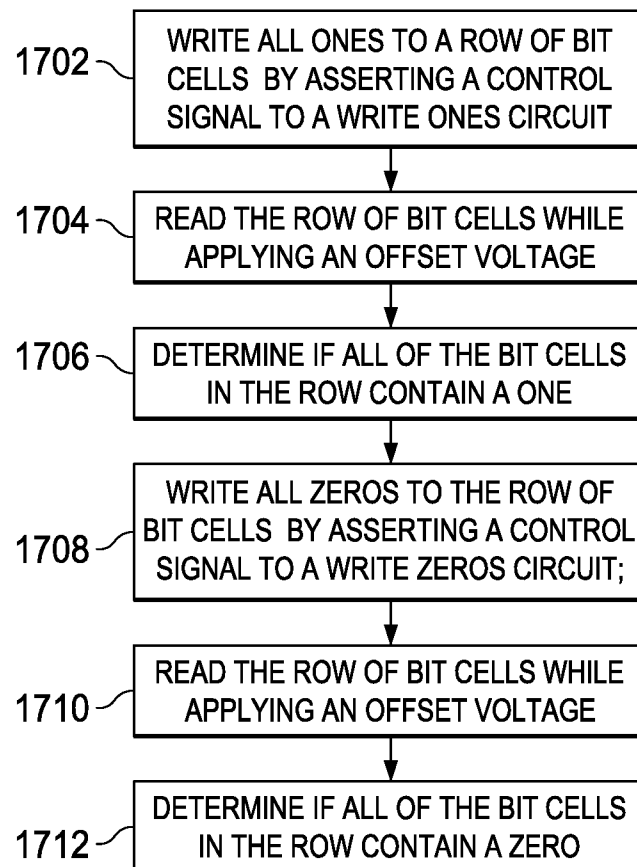 1702
WRITE ALL ONES TO A ROW OF BIT
CELLS BY ASSERTING A CONTROL
SIGNAL TO A WRITE ONES CIRCUIT
1704
READ THE ROW OF BIT CELLS WHILE
APPLYING AN OFFSET VOLTAGE
1706
DETERMINE IF ALL OF THE BIT CELLS
IN THE ROW CONTAIN A ONE
1708
WRITE ALL ZEROS TO THE ROW OF
BIT CELLS BY ASSERTING A CONTROL
SIGNAL TO A WRITE ZEROS CIRCUIT;
1710
READ THE ROW OF BIT CELLS WHILE
APPLYING AN OFFSET VOLTAGE
1712
DETERMINE IF ALL OF THE BIT CELLS
IN THE ROW CONTAIN A ZERO